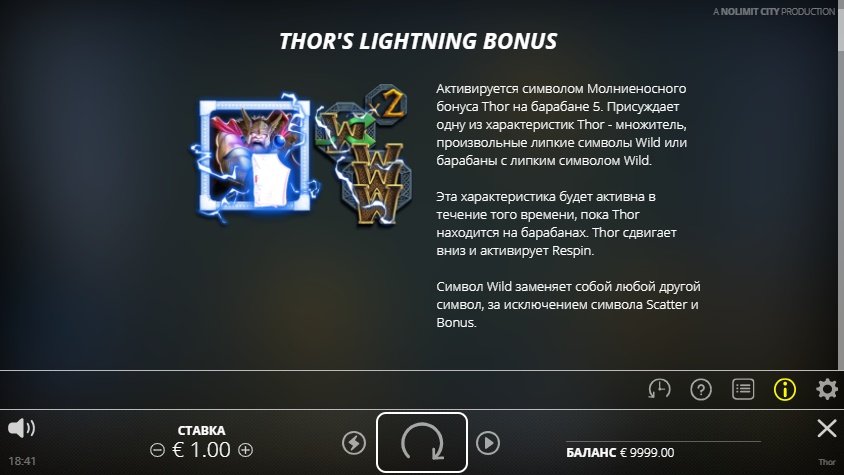 A NOLIMIT CITY PRODUCTION
THOR'S LIGHTNING BONUS
Активируется символом Молниеносного
бонуса Thor на барабане 5. Присуждает
одну из характеристик Thor - множитель,
произвольные липкие символы Wild или
барабаны с липким символом Wild.
Эта характеристика будет активна в
течение того времени, пока Thor
находится на барабанах. Thor сдвигает
вниз и активирует Respin.
Символ Wild заменяет собой любой другой
символ, за исключением символа Scatter и
Bonus.
x2
W
W
W
W
СТАВКА
€ 1.00
БАЛАНС € 9999.00
18:41
Thor